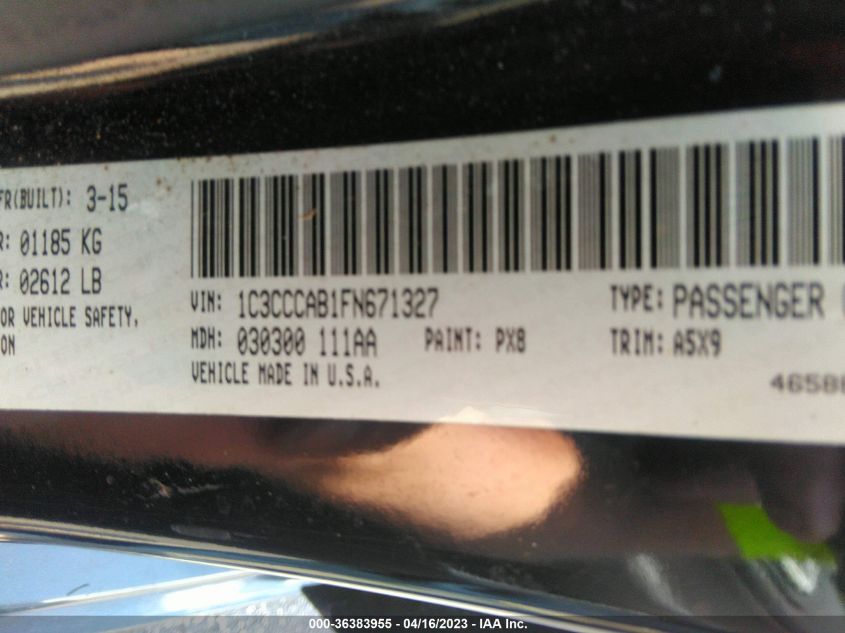 FR(BUILT): 3-15
R: 01185 KG
R: 02612 LB
OR VEHICLE SAFETY,
ON
VIN: 1C3CCCAB1FN671327 TYPE: PASSENGER
MDH: 030300 111AA PAINT: PX8 TRIM: A5X9
VEHICLE MADE IN U.S.A.
000-36383955 - 04/16/2023 - IAA Inc.